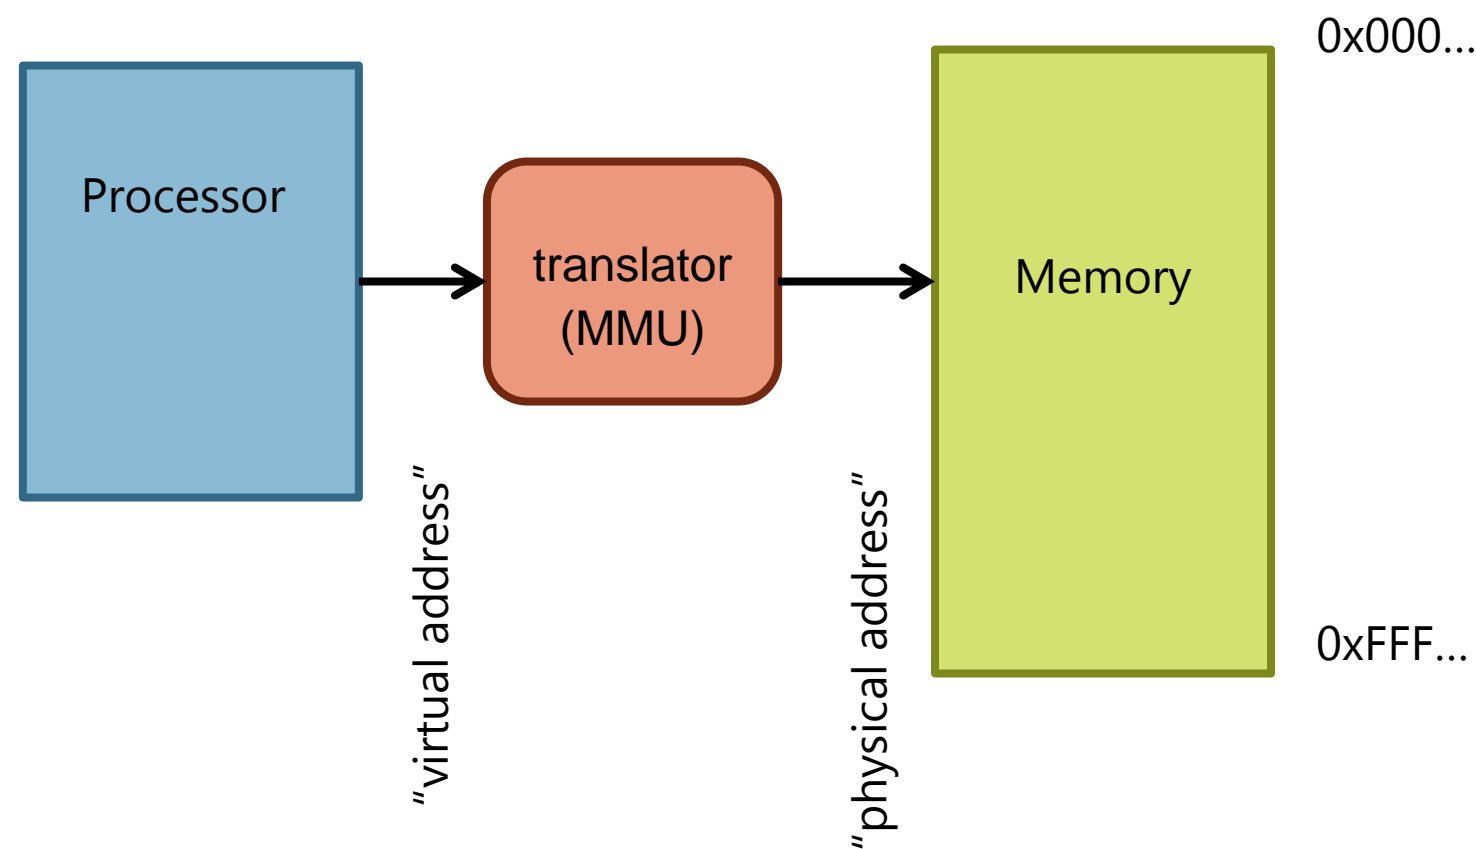 0x000...
Processor
translator
(MMU)
Memory
"virtual address"
"physical address"
0xFFF...